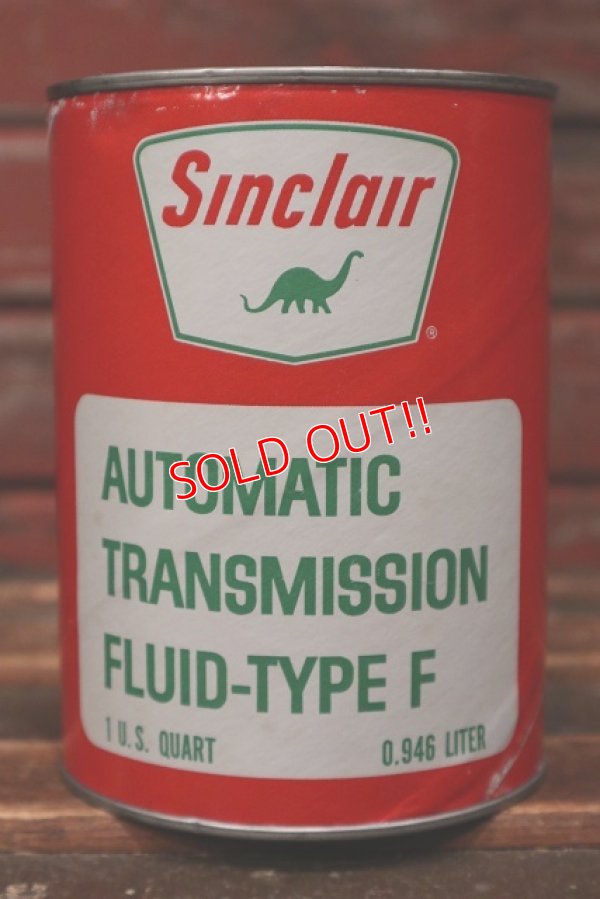 Sinclair
®
SOLD OUT!!
AUTOMATIC
TRANSMISSION
FLUID-TYPE F
1 U.S. QUART 0.946 LITER